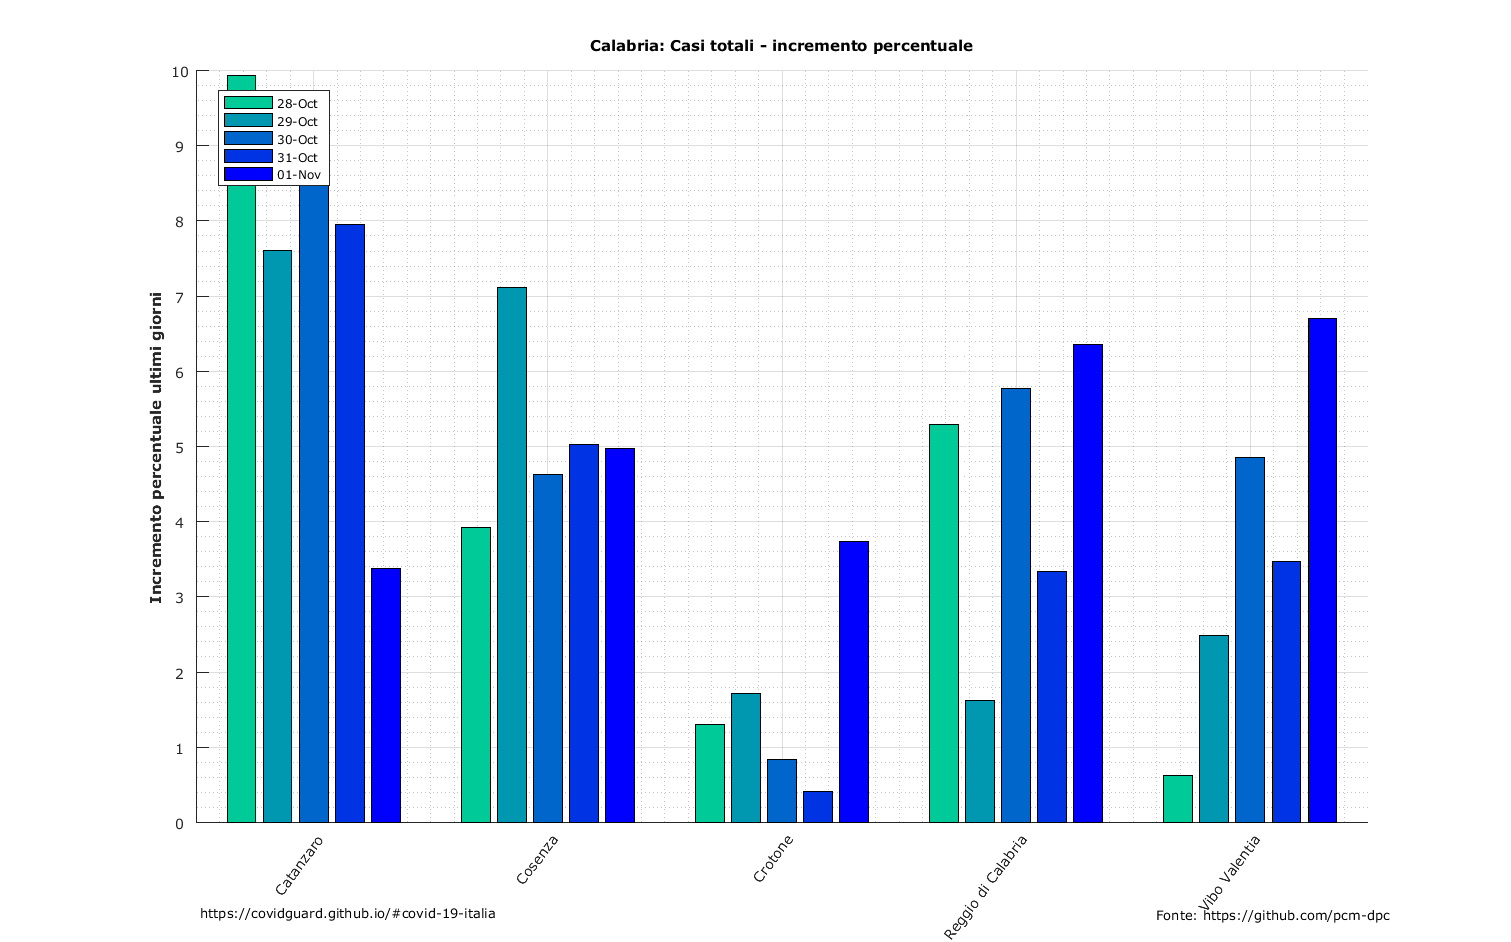 Calabria: Casi totali - incremento percentuale
Incremento percentuale ultimi giorni
10
9
8
7
6
5
4
3
2
1
0
28-Oct
29-Oct
30-Oct
31-Oct
01-Nov
Catanzaro
Cosenza
Crotone
Reggio di Calabria
Vibo Valentia
https://covidguard.github.io/#covid-19-italia
Fonte: https://github.com/pcm-dpc